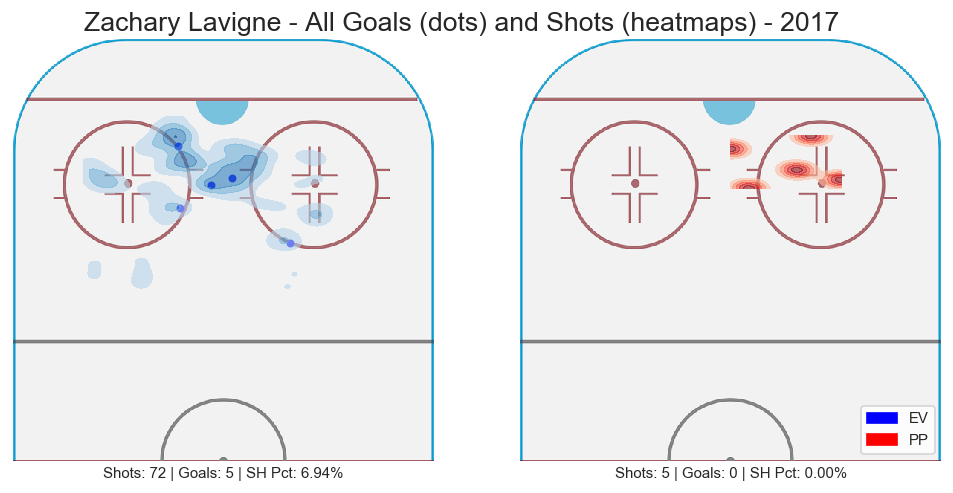 Zachary Lavigne - All Goals (dots) and Shots (heatmaps) - 2017
EV
PP
Shots: 72 | Goals: 5 | SH Pct: 6.94%
Shots: 5 | Goals: 0 | SH Pct: 0.00%